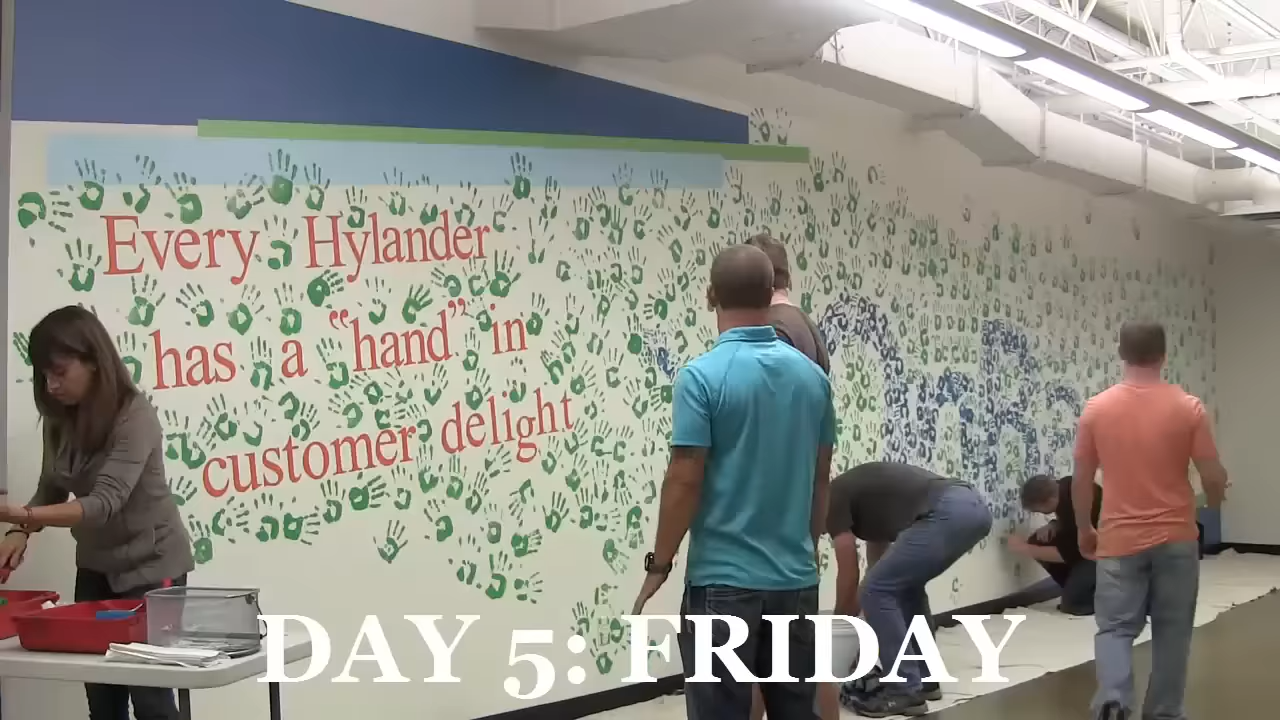 Every Hylander
has a “hand” in
customer delight
DAY 5: FRIDAY